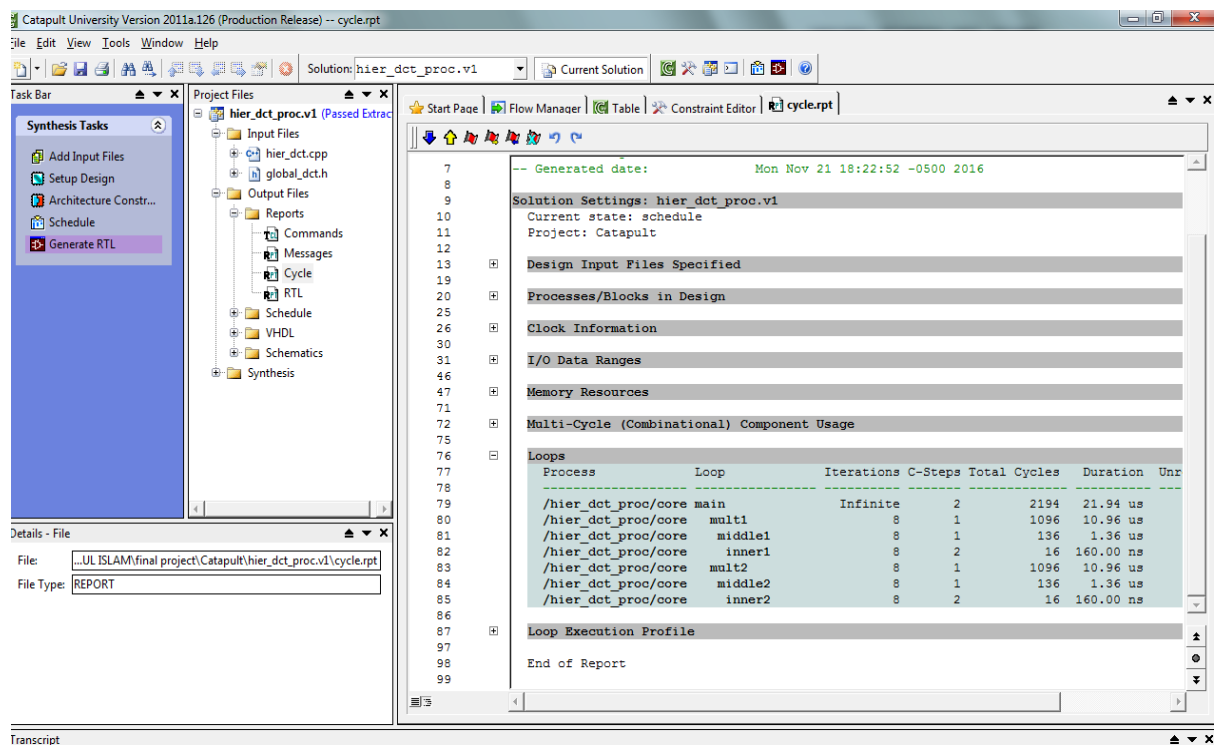 Catapult University Version 2011a.126 (Production Release) -- cycle.rpt
File Edit View Tools Window Help
Solution: hier_dct_proc.v1 Current Solution
Task Bar
Synthesis Tasks
Add Input Files
Setup Design
Architecture Constr...
Schedule
Generate RTL
Project Files
hier_dct_proc.v1 (Passed Extrac
Input Files
hier_dct.cpp
global_dct.h
Output Files
Reports
Commands
Messages
Cycle
RTL
Schedule
VHDL
Schematics
Synthesis
Details - File
File: ...UL ISLAM\final project\Catapult\hier_dct_proc.v1\cycle.rpt
File Type: REPORT
Start Page Flow Manager Table Constraint Editor cycle.rpt
7 -- Generated date: Mon Nov 21 18:22:52 -0500 2016
8
9 Solution Settings: hier_dct_proc.v1
10 Current state: schedule
11 Project: Catapult
12
13 Design Input Files Specified
19
20 Processes/Blocks in Design
25
26 Clock Information
30
31 I/O Data Ranges
46
47 Memory Resources
71
72 Multi-Cycle (Combinational) Component Usage
75
76 Loops
77 Process Loop Iterations C-Steps Total Cycles Duration Unr
78 ------------------- ---------------- ---------- ------- ------------- ---------- ---
79 /hier_dct_proc/core main Infinite 2 2194 21.94 us
80 /hier_dct_proc/core mult1 8 1 1096 10.96 us
81 /hier_dct_proc/core middle1 8 1 136 1.36 us
82 /hier_dct_proc/core inner1 8 2 16 160.00 ns
83 /hier_dct_proc/core mult2 8 1 1096 10.96 us
84 /hier_dct_proc/core middle2 8 1 136 1.36 us
85 /hier_dct_proc/core inner2 8 2 16 160.00 ns
86
87 Loop Execution Profile
97
98 End of Report
99
Transcript